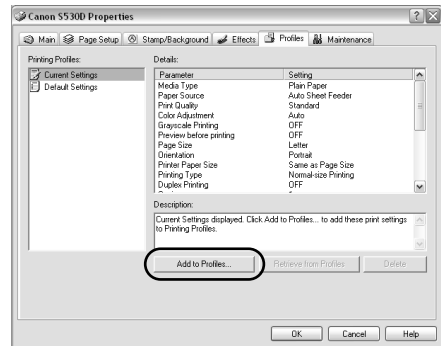 Canon S530D Properties
Main Page Setup Stamp/Background Effects Profiles Maintenance
Printing Profiles:
Current Settings
Default Settings
Details:
Parameter Setting
Media Type Plain Paper
Paper Source Auto Sheet Feeder
Print Quality Standard
Color Adjustment Auto
Grayscale Printing OFF
Preview before printing OFF
Page Size Letter
Orientation Portrait
Printer Paper Size Same as Page Size
Printing Type Normal-size Printing
Duplex Printing OFF
Description:
Current Settings displayed. Click Add to Profiles... to add these print settings
to Printing Profiles.
Add to Profiles... Retrieve from Profiles Delete
OK Cancel Help